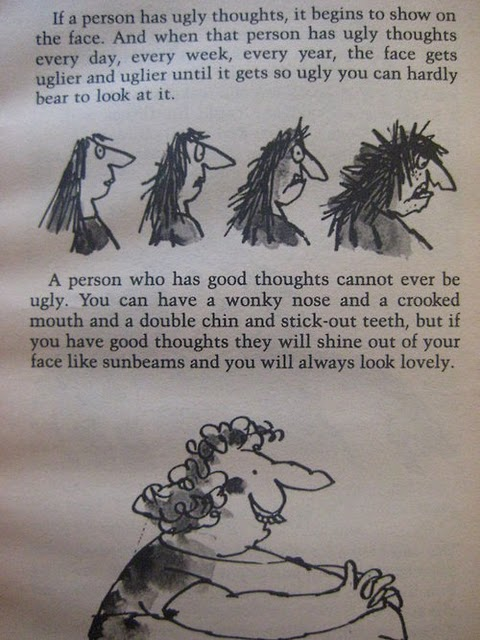 If a person has ugly thoughts, it begins to show on
the face. And when that person has ugly thoughts
every day, every week, every year, the face gets
uglier and uglier until it gets so ugly you can hardly
bear to look at it.
A person who has good thoughts cannot ever be
ugly. You can have a wonky nose and a crooked
mouth and a double chin and stick-out teeth, but if
you have good thoughts they will shine out of your
face like sunbeams and you will always look lovely.